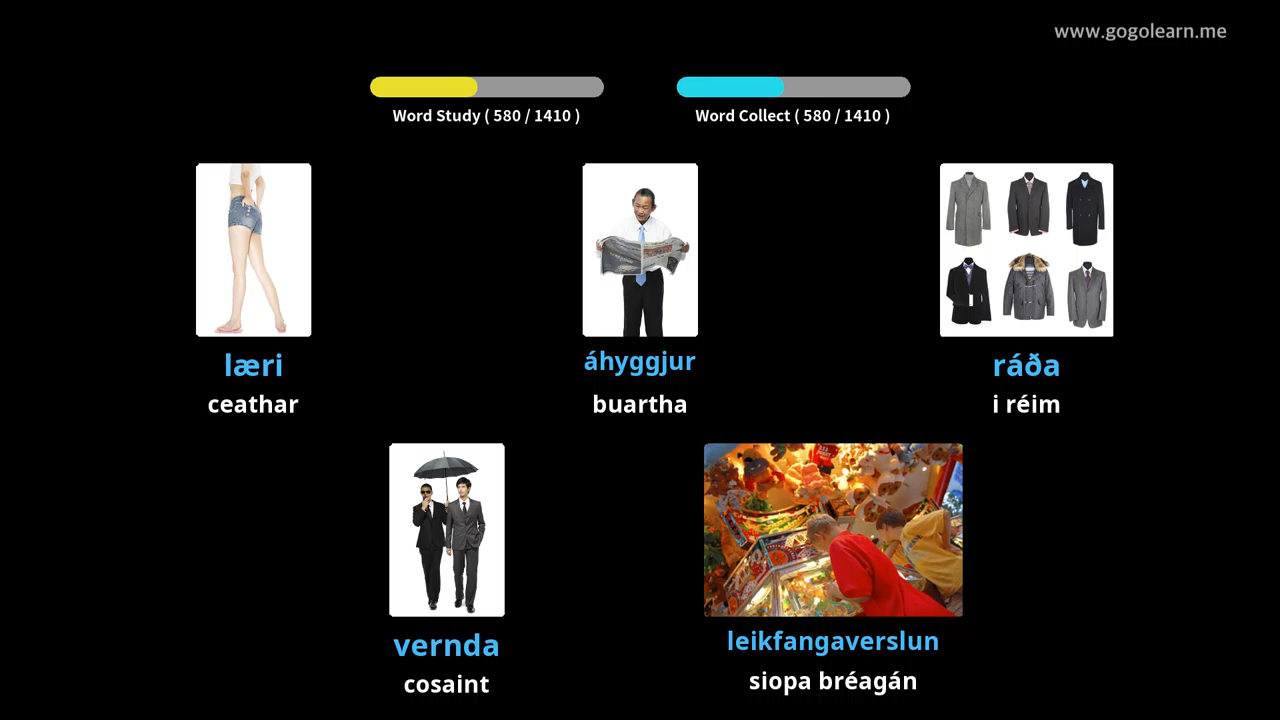 www.gogolearn.me
Word Study ( 580 / 1410 )
Word Collect ( 580 / 1410 )
læri
ceathar
áhyggjur
buartha
ráða
i réim
vernda
cosaint
leikfangaverslun
siopa bréagán